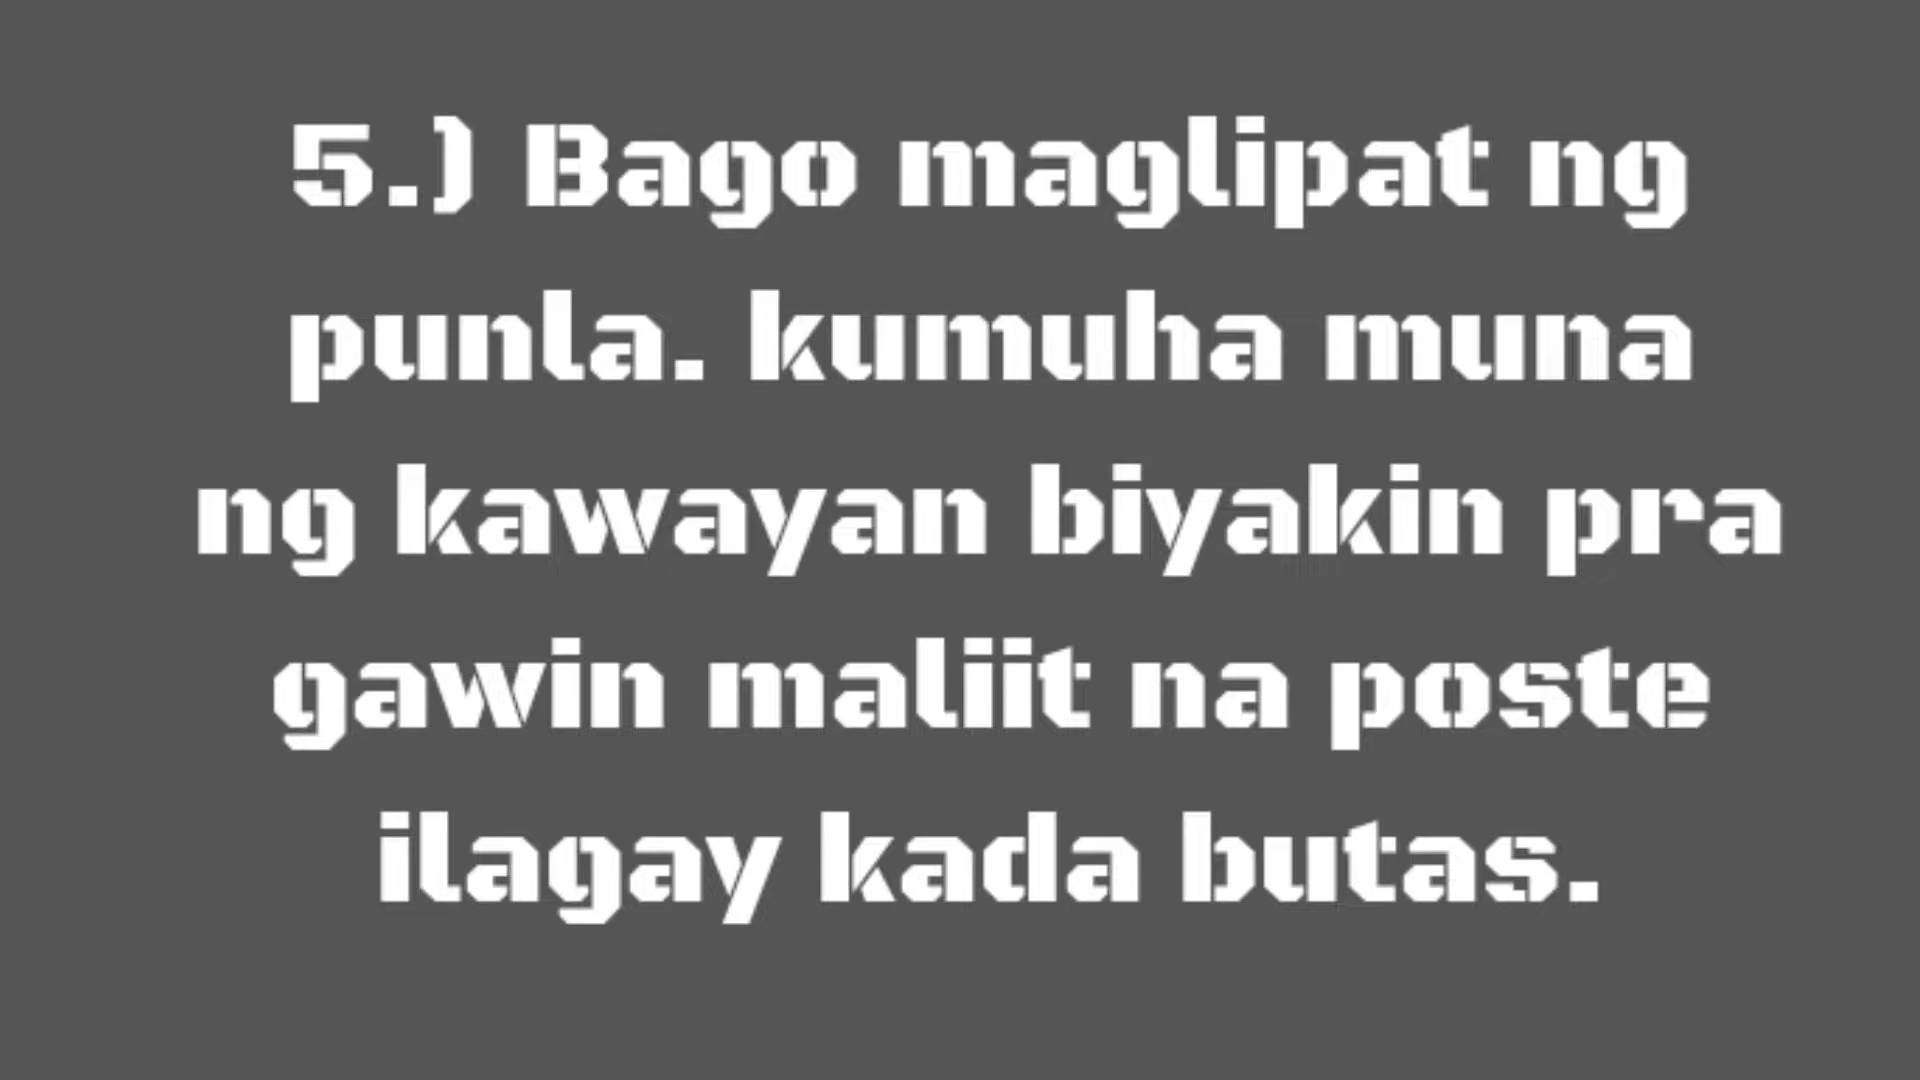 5.) Bago maglipat ng
punla. kumuha muna
ng kawayan biyakin pra
gawin maliit na poste
ilagay kada butas.